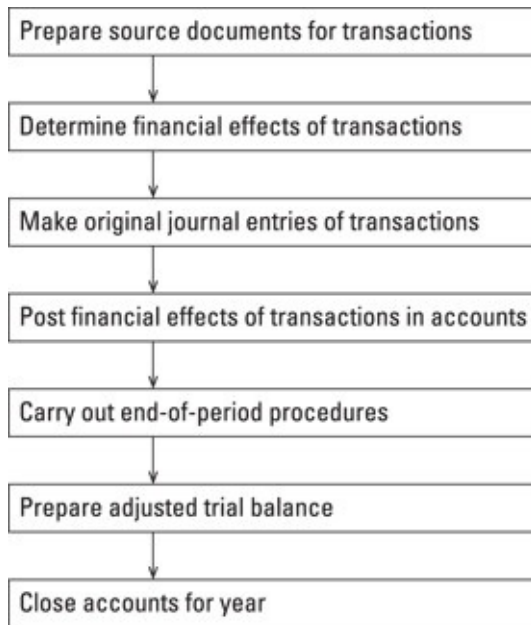 Prepare source documents for transactions
Determine financial effects of transactions
Make original journal entries of transactions
Post financial effects of transactions in accounts
Carry out end-of-period procedures
Prepare adjusted trial balance
Close accounts for year